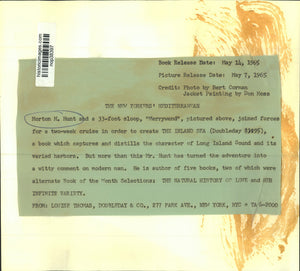 historicimages.com
Book Release Date: May 14, 1965
Picture Release Date: May 7, 1965
Credit: Photo by Bert Corman
Jacket Painting by Don Moss
THE NEW YORKERS' MEDITERRANEAN
Morton M. Hunt and a 33-foot sloop, "Merrywend", pictured above, joined forces
for a two-week cruise in order to create THE INLAND SEA (Doubleday $4.95),
a book which captures and distills the character of Long Island Sound and its
varied harbors. But more than this Mr. Hunt has turned the adventure into
a witty comment on modern man. He is author of five books, two of which were
alternate Book of the Month Selections: THE NATURAL HISTORY OF LOVE and HER
INFINITE VARIETY.
FROM: LOUISE THOMAS, DOUBLEDAY & CO., 277 PARK AVE., NEW YORK, NYC * TA 6-2000